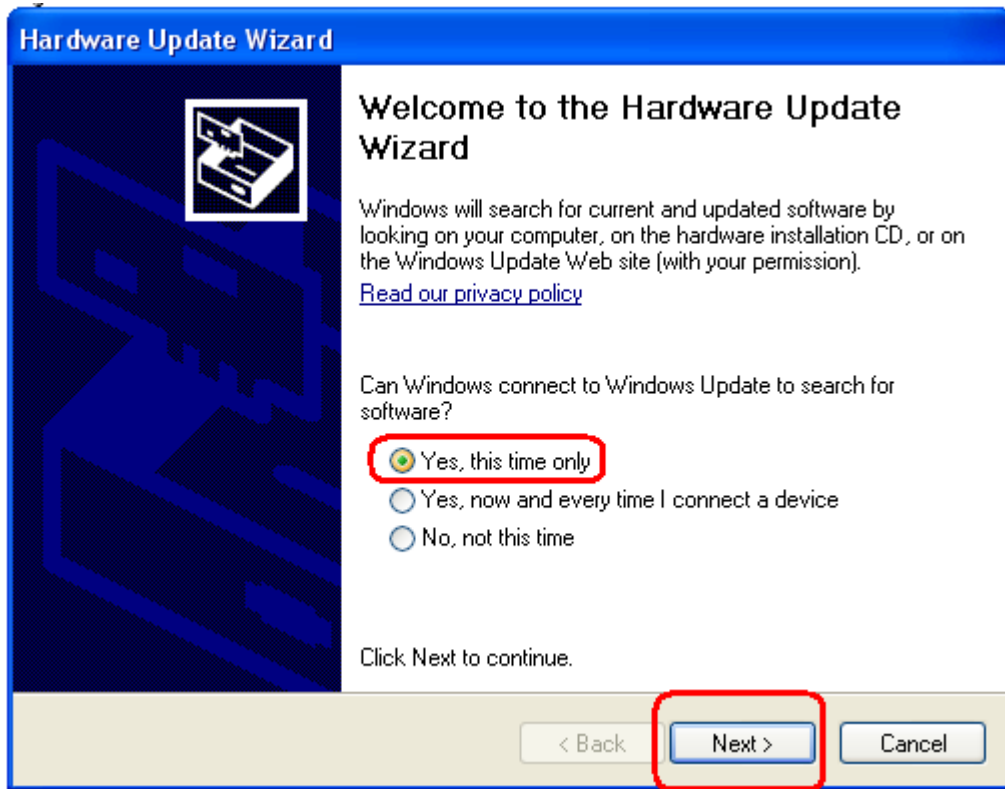 Hardware Update Wizard
Welcome to the Hardware Update
Wizard
Windows will search for current and updated software by
looking on your computer, on the hardware installation CD, or on
the Windows Update Web site (with your permission).
Read our privacy policy
Can Windows connect to Windows Update to search for
software?
Yes, this time only
Yes, now and every time I connect a device
No, not this time
Click Next to continue.
< Back
Next >
Cancel